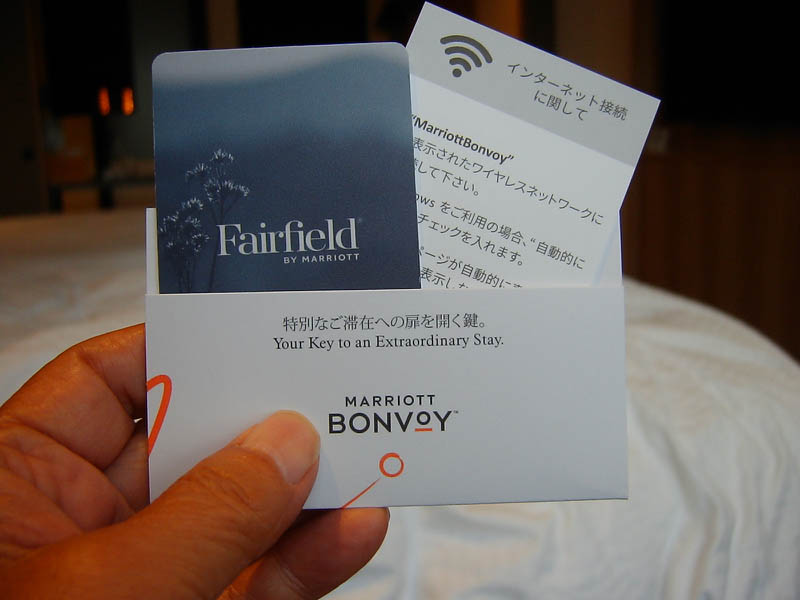 Fairfield
BY MARRIOTT
インターネット接続
に関して
“MarriottBonvoy”
表示されたワイヤレスネットワークに
して下さい。
をご利用の場合、“自動的に
チェックを入れます。
ページが自動的に
表示し
特別なご滞在への扉を開く鍵。
Your Key to an Extraordinary Stay.
MARRIOTT
BONVOY™